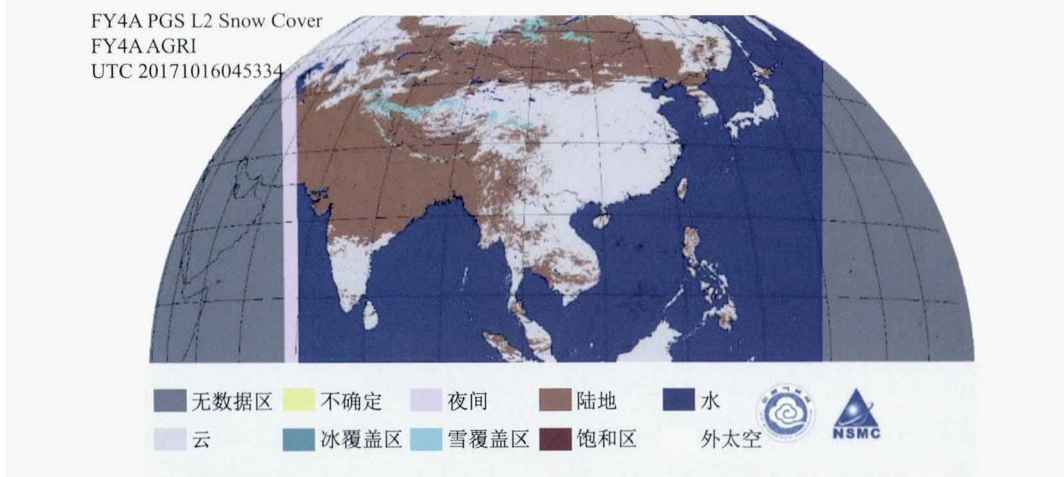 FY4A PGS L2 Snow Cover
FY4A AGRI
UTC 20171016045334
无数据区 不确定 夜间 陆地 水
云 冰覆盖区 雪覆盖区 饱和区 外太空
NSMC